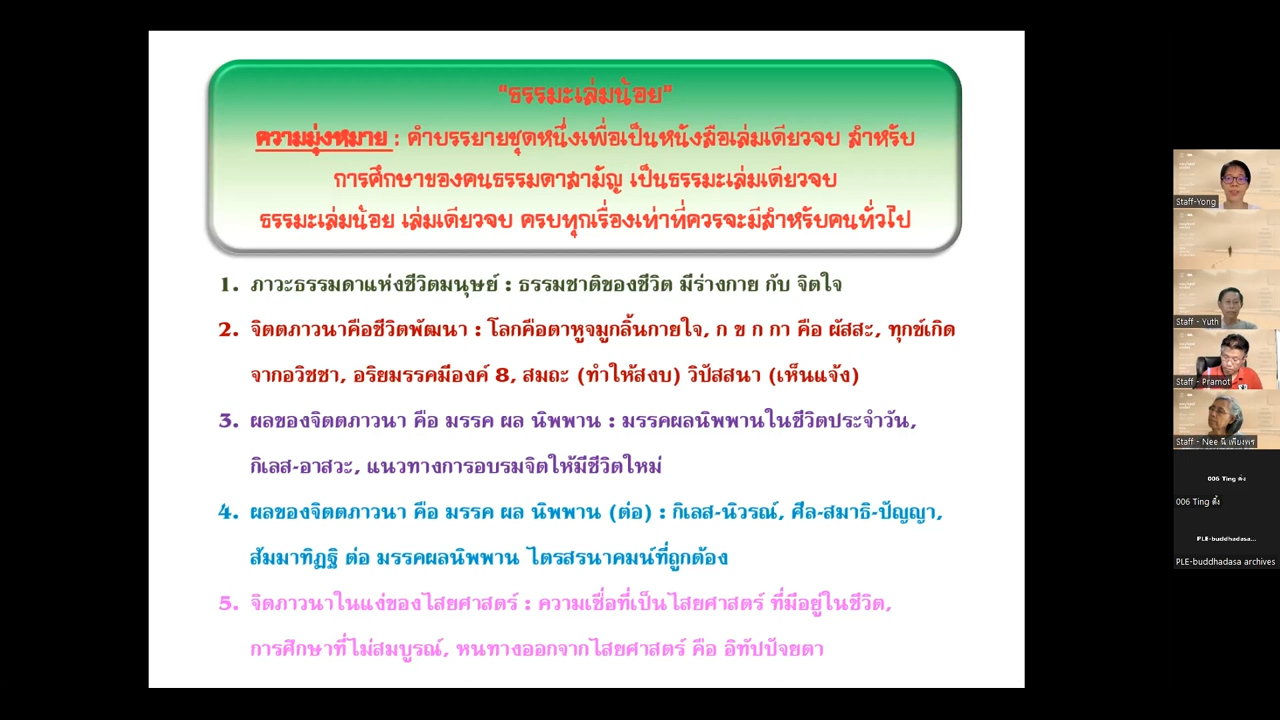 "ธรรมะเล่มน้อย"
ความมุ่งหมาย : คำบรรยายชุดหนึ่งเพื่อเป็นหนังสือเล่มเดียวจบ สำหรับ
การศึกษาของคนธรรมดาสามัญ เป็นธรรมะเล่มเดียวจบ
ธรรมะเล่มน้อย เล่มเดียวจบ ครบทุกเรื่องเท่าที่ควรจะมีสำหรับคนทั่วไป
1. ภาวะธรรมดาแห่งชีวิตมนุษย์ : ธรรมชาติของชีวิต มีร่างกาย กับ จิตใจ
2. จิตตภาวนาคือชีวิตพัฒนา : โลกคือตาหูจมูกลิ้นกายใจ, ก ข ก กา คือ ผัสสะ, ทุกข์เกิด
จากอวิชชา, อริยมรรคมีองค์ 8, สมถะ (ทำให้สงบ) วิปัสสนา (เห็นแจ้ง)
3. ผลของจิตตภาวนา คือ มรรค ผล นิพพาน : มรรคผลนิพพานในชีวิตประจำวัน,
กิเลส-อาสวะ, แนวทางการอบรมจิตให้มีชีวิตใหม่
4. ผลของจิตตภาวนา คือ มรรค ผล นิพพาน (ต่อ) : กิเลส-นิวรณ์, ศีล-สมาธิ-ปัญญา,
สัมมาทิฎฐิ ต่อ มรรคผลนิพพาน ไตรสรนาคมน์ที่ถูกต้อง
5. จิตภาวนาในแง่ของไสยศาสตร์ : ความเชื่อที่เป็นไสยศาสตร์ ที่มีอยู่ในชีวิต,
การศึกษาที่ไม่สมบูรณ์, หนทางออกจากไสยศาสตร์ คือ อิทัปปัจยตา
Staff-Yong
Staff - Yuth
Staff - Pramot
Staff - Nee นี เพียงพร
006 Ting ติ๋ง
006 Ting ติ๋ง
PLE-buddhadasa...
PLE-buddhadasa archives